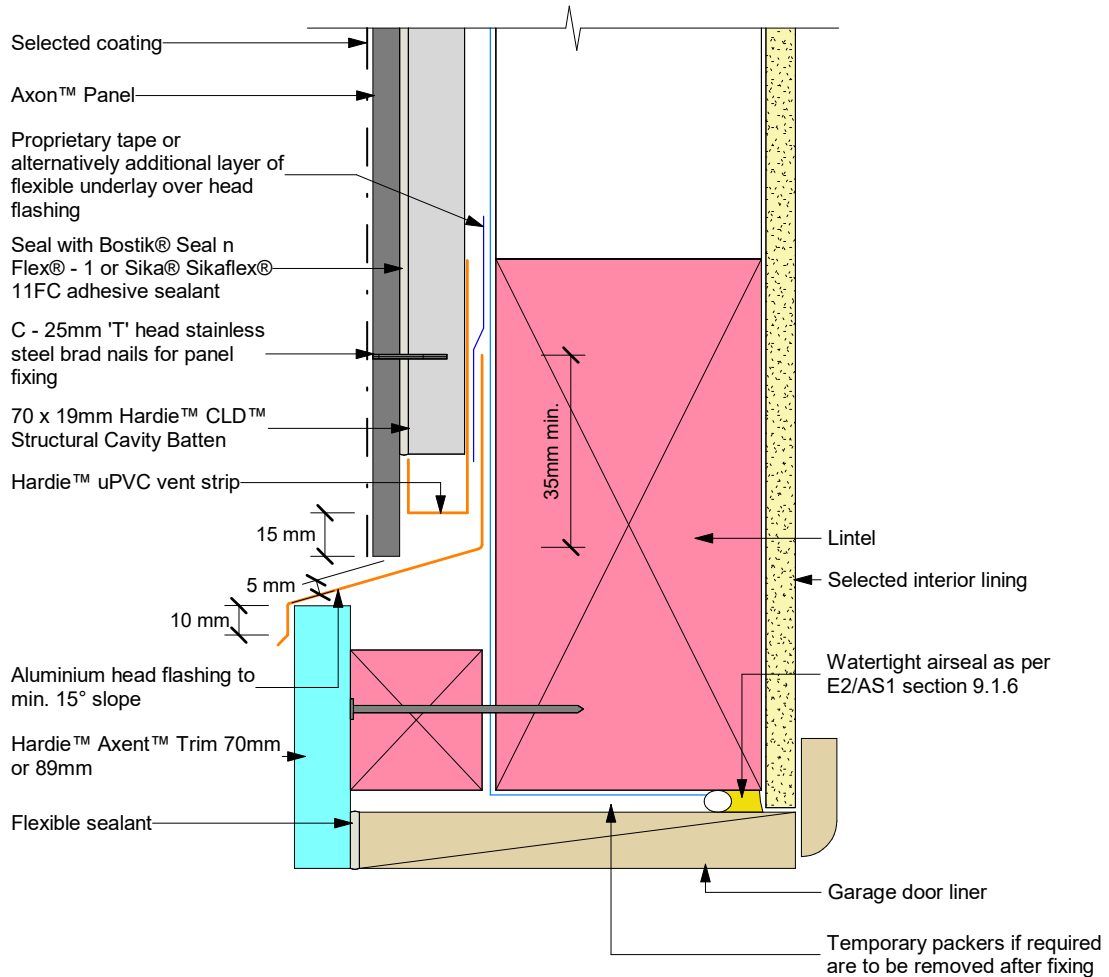 Selected coating
Axon™ Panel
Proprietary tape or
alternatively additional layer of
flexible underlay over head
flashing
Seal with Bostik® Seal n
Flex® - 1 or Sika® Sikaflex®
11FC adhesive sealant
C - 25mm 'T' head stainless
steel brad nails for panel
fixing
70 x 19mm Hardie™ CLD™
Structural Cavity Batten
Hardie™ uPVC vent strip
15 mm
5 mm
10 mm
Aluminium head flashing to
min. 15° slope
Hardie™ Axent™ Trim 70mm
or 89mm
Flexible sealant
35mm min.
Lintel
Selected interior lining
Watertight airseal as per
E2/AS1 section 9.1.6
Garage door liner
Temporary packers if required
are to be removed after fixing